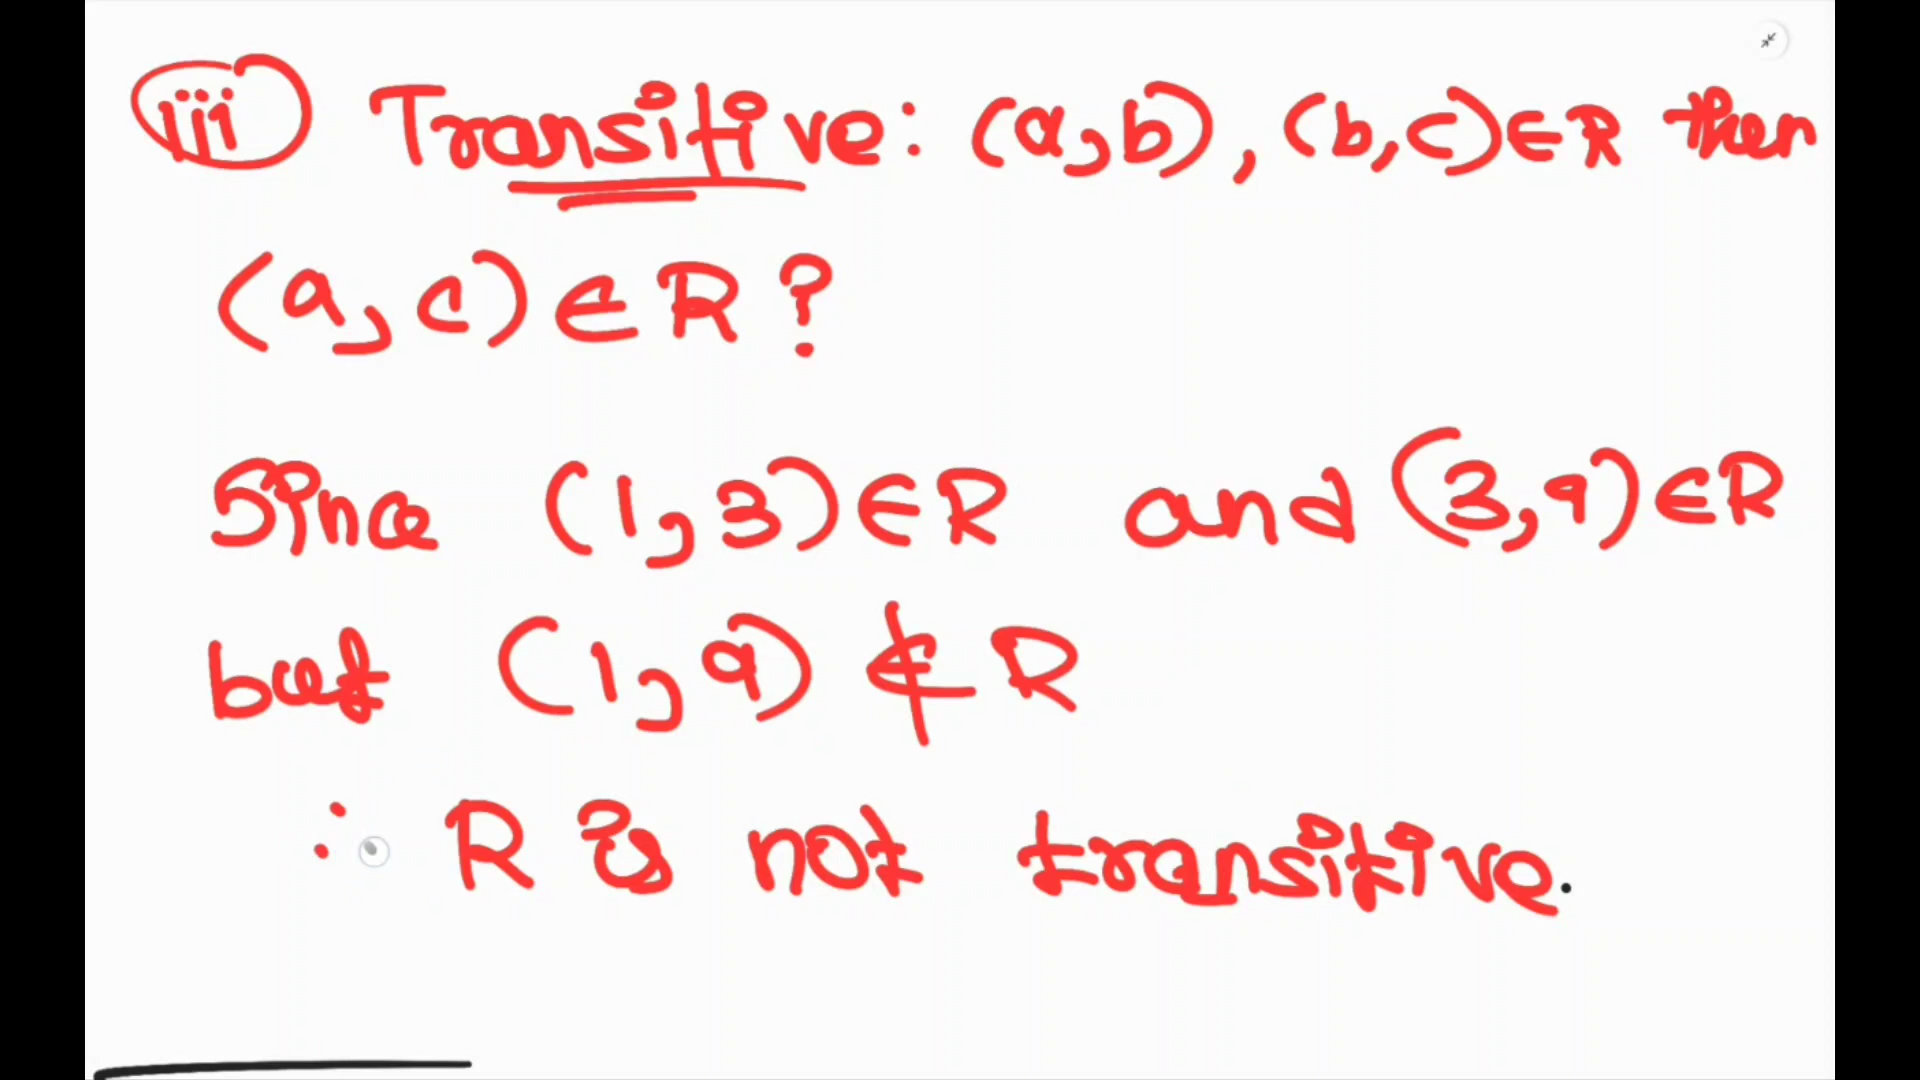 iii Transitive: (a,b), (b,c)∈R then
(a,c)∈R ?
Since (1,3)∈R and (3,9)∈R
but (1,9)∉R
∴ R is not transitive.